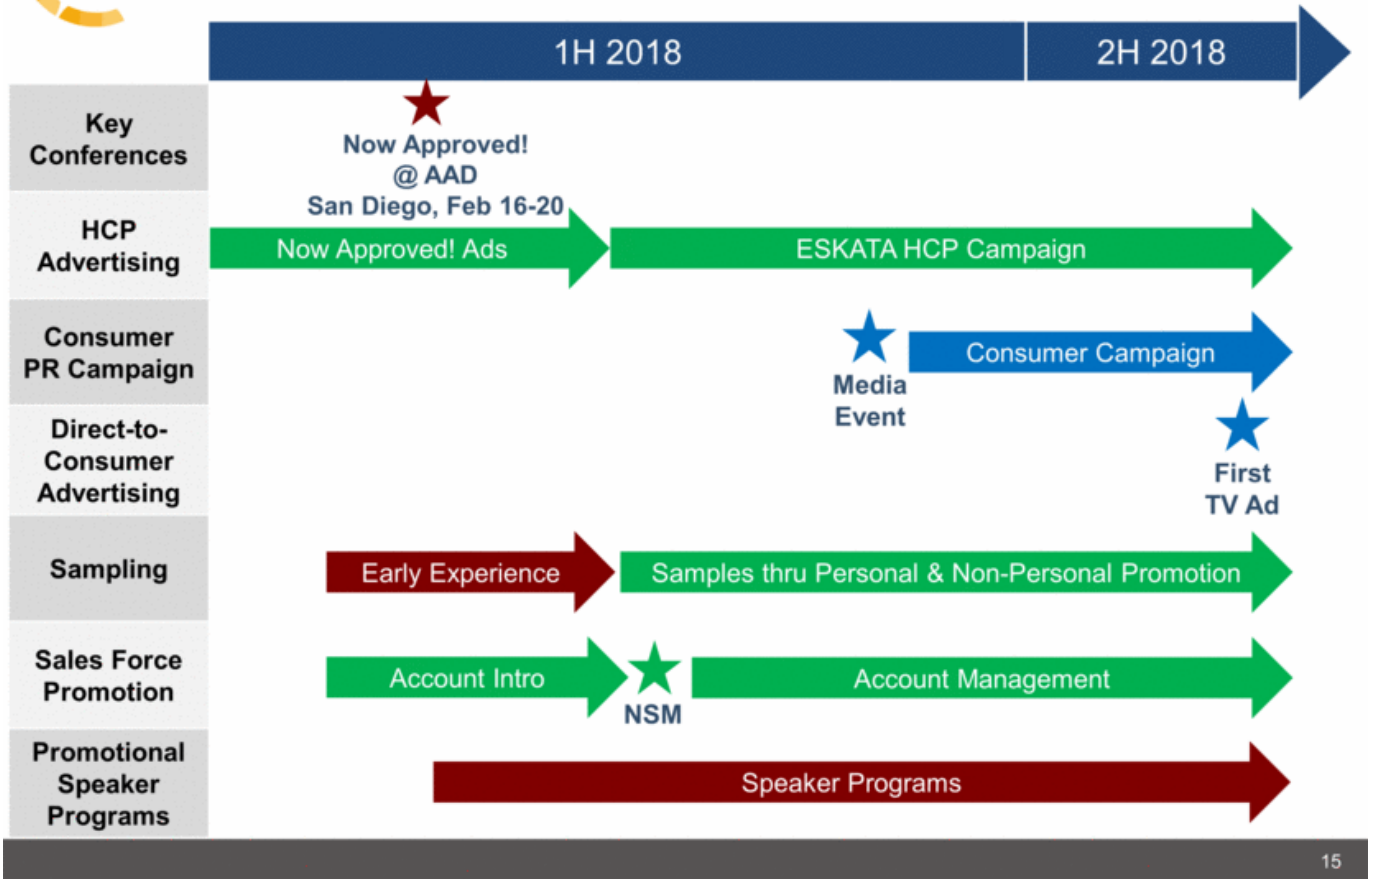 1H 2018
2H 2018
Key
Conferences
Now Approved!
@ AAD
San Diego, Feb 16-20
HCP
Advertising
Now Approved! Ads
ESKATA HCP Campaign
Consumer
PR Campaign
Media
Event
Consumer Campaign
Direct-to-
Consumer
Advertising
First
TV Ad
Sampling
Early Experience
Samples thru Personal & Non-Personal Promotion
Sales Force
Promotion
Account Intro
NSM
Account Management
Promotional
Speaker
Programs
Speaker Programs
15